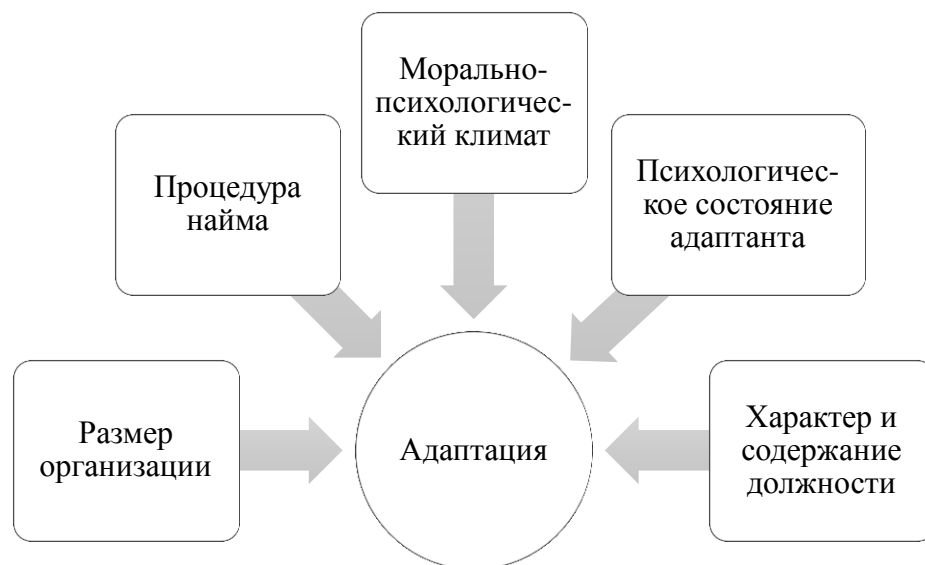 Морально-
психологичес-
кий климат
Процедура
найма
Психологичес-
кое состояние
адаптанта
Размер
организации
Адаптация
Характер и
содержание
должности